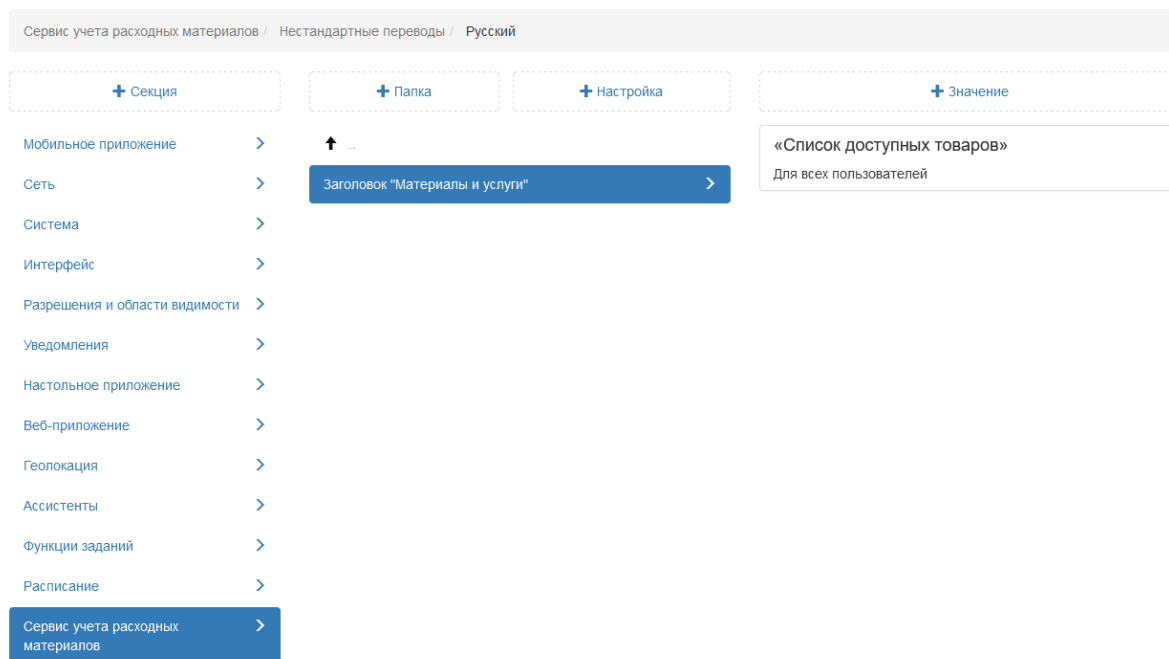 Сервис учета расходных материалов / Нестандартные переводы / Русский
+ Секция
+ Папка
+ Настройка
+ Значение
Мобильное приложение
Сеть
Система
Интерфейс
Разрешения и области видимости
Уведомления
Настольное приложение
Веб-приложение
Геолокация
Ассистенты
Функции заданий
Расписание
Сервис учета расходных
материалов
..
Заголовок "Материалы и услуги"
«Список доступных товаров»
Для всех пользователей